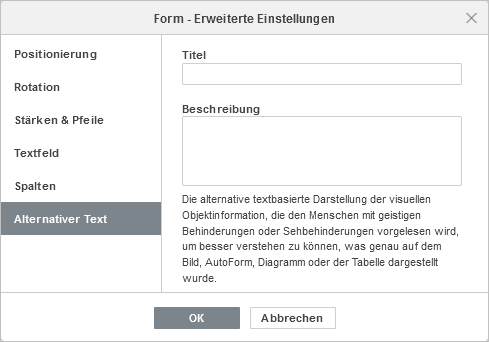 Form - Erweiterte Einstellungen
Positionierung
Rotation
Stärken & Pfeile
Textfeld
Spalten
Alternativer Text
Titel
Beschreibung
Die alternative textbasierte Darstellung der visuellen
Objektinformation, die den Menschen mit geistigen
Behinderungen oder Sehbehinderungen vorgelesen wird,
um besser verstehen zu können, was genau auf dem
Bild, AutoForm, Diagramm oder der Tabelle dargestellt
wurde.
OK
Abbrechen